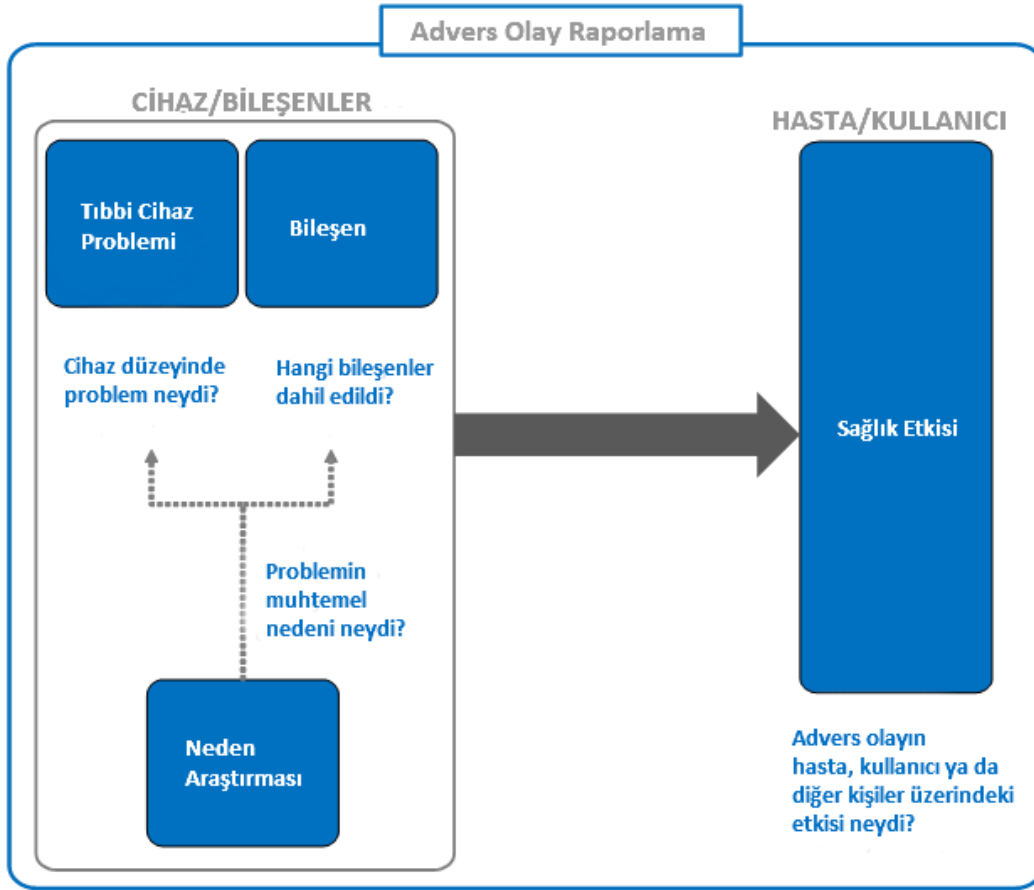 Advers Olay Raporlama
CİHAZ/BİLEŞENLER
Tıbbi Cihaz
Problemi
Bileşen
Cihaz düzeyinde
problem neydi?
Hangi bileşenler
dahil edildi?
Problemin
muhtemel
nedeni neydi?
Neden
Araştırması
HASTA/KULLANICI
Sağlık Etkisi
Advers olayın
hasta, kullanıcı ya da
diğer kişiler üzerindeki
etkisi neydi?